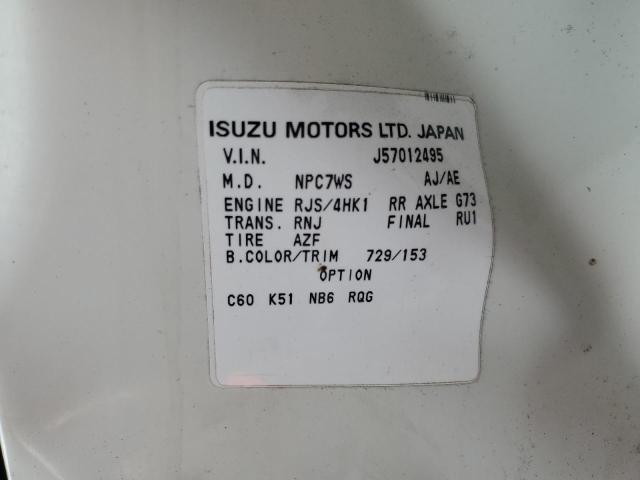 ISUZU MOTORS LTD. JAPAN
V.I.N. J57012495
M.D. NPC7WS AJ/AE
ENGINE RJS/4HK1 RR AXLE G73
TRANS. RNJ FINAL RU1
TIRE AZF
B.COLOR/TRIM 729/153
OPTION
C60 K51 NB6 RQG